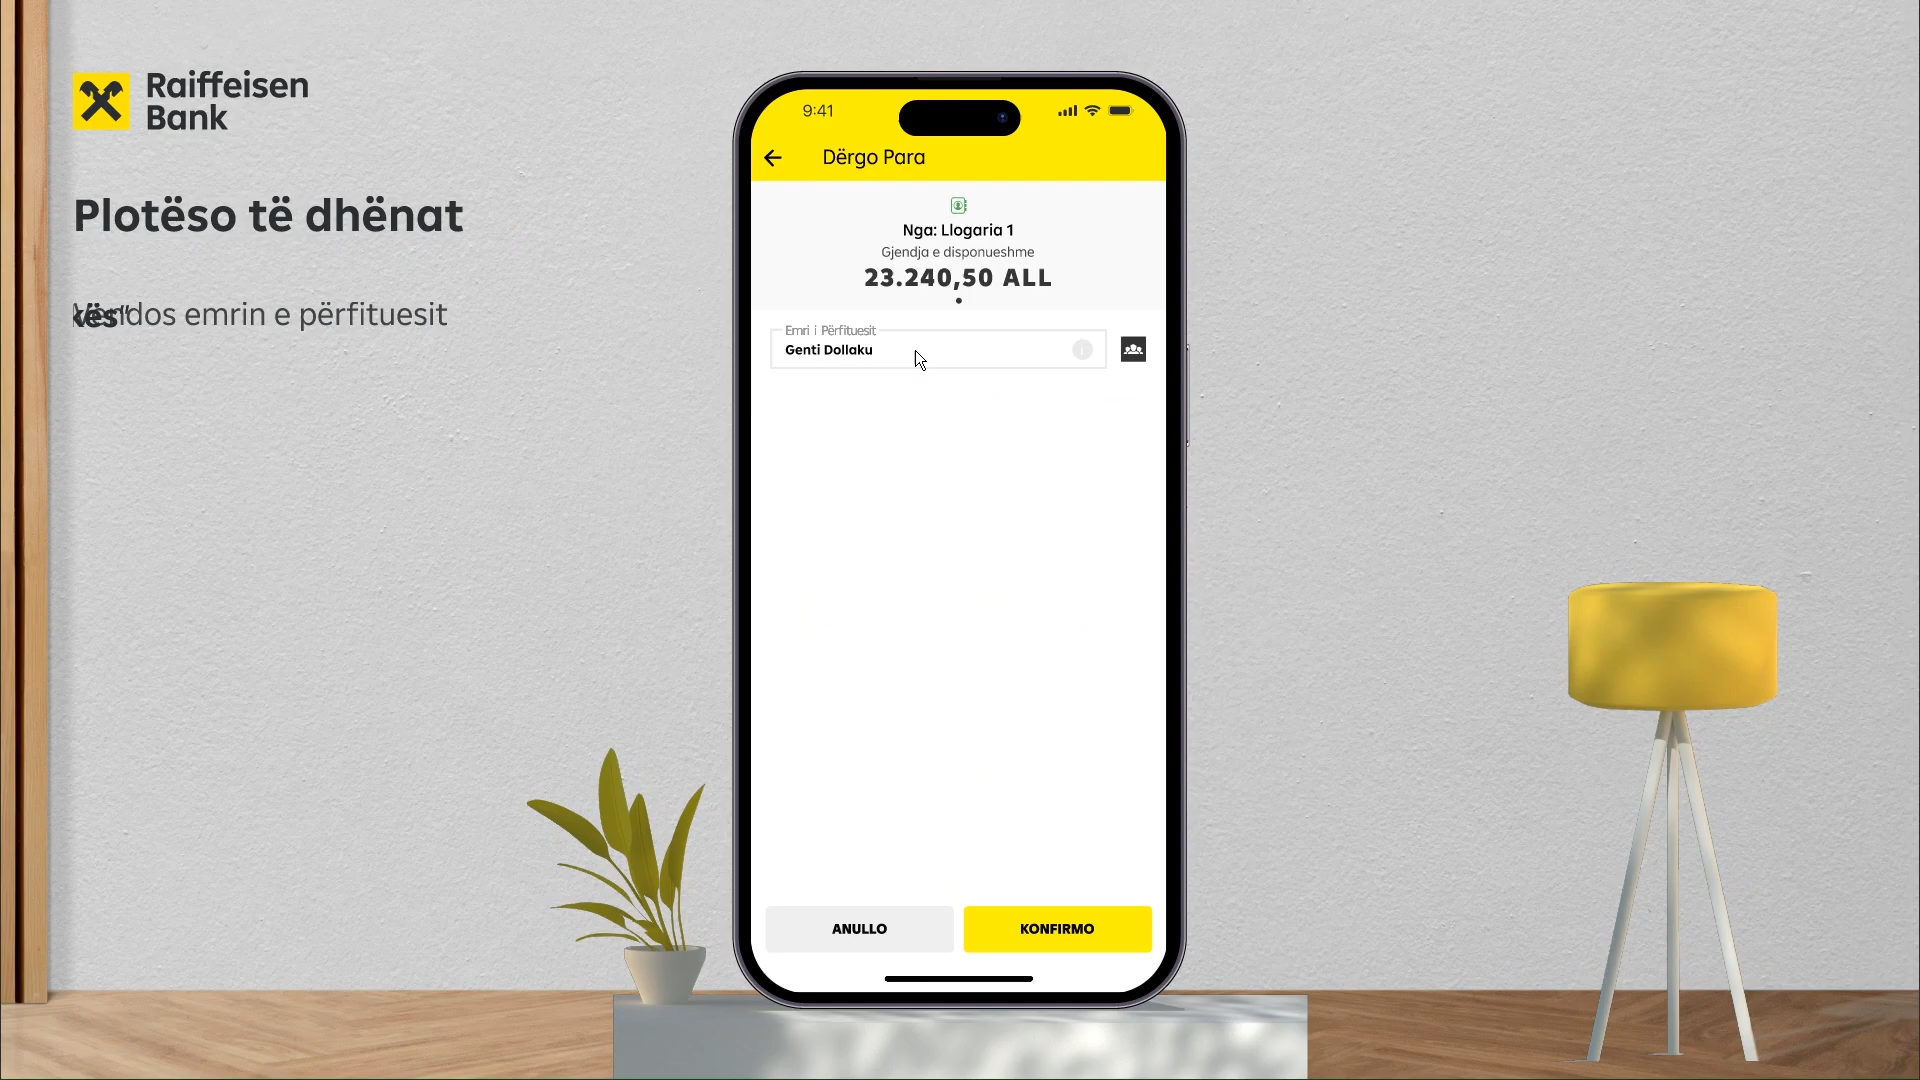 Raiffeisen
Bank
Plotëso të dhënat
Vendos emrin e përfituesit
9:41
Dërgo Para
Nga: Llogaria 1
Gjendja e disponueshme
23.240,50 ALL
Emri i Përfituesit
Genti Dollaku
ANULLO
KONFIRMO